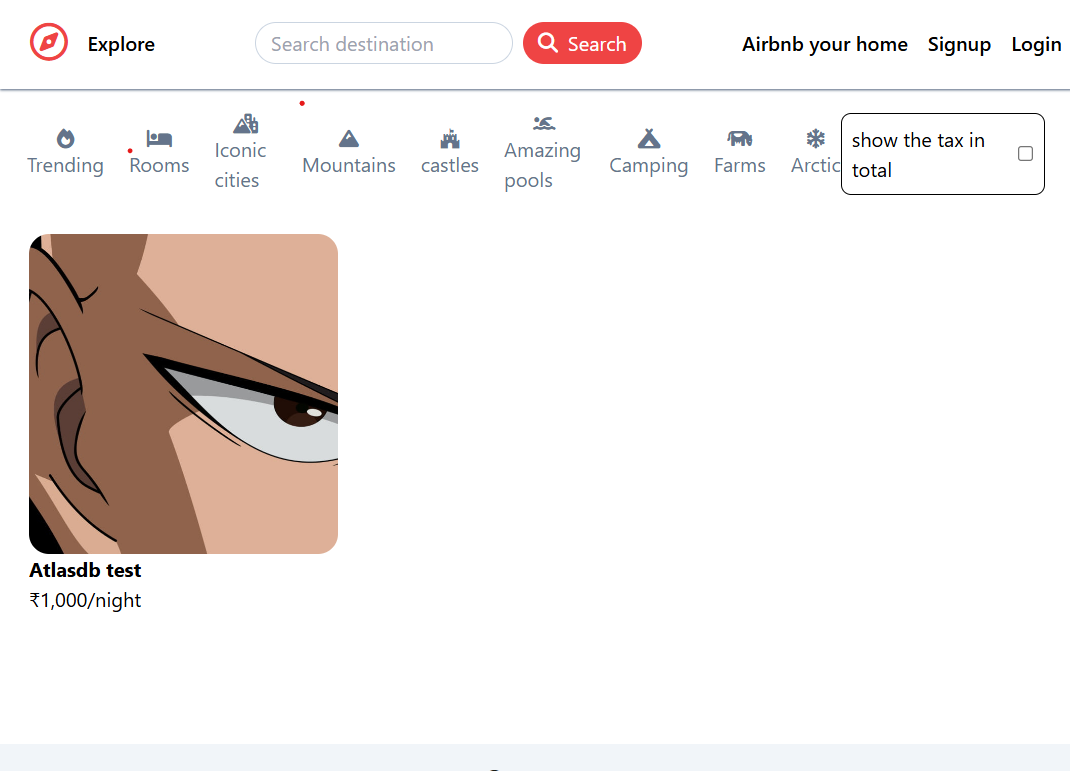 Explore
Search destination
Search
Airbnb your home
Signup
Login
Trending
Rooms
Iconic
cities
Mountains
castles
Amazing
pools
Camping
Farms
Arctic
show the tax in
total
Atlasdb test
₹1,000/night